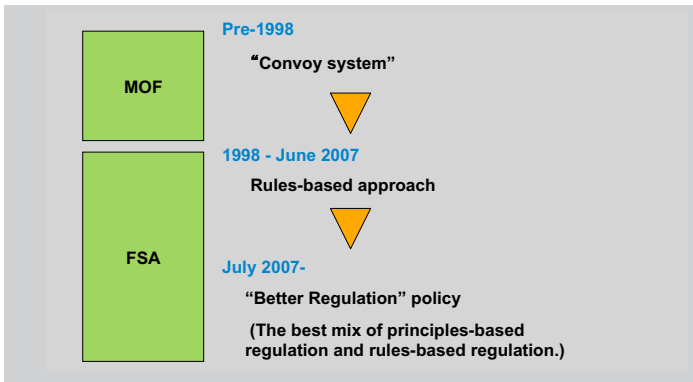 Pre-1998
“Convoy system”
MOF
1998 - June 2007
Rules-based approach
FSA
July 2007-
“Better Regulation” policy
(The best mix of principles-based
regulation and rules-based regulation.)